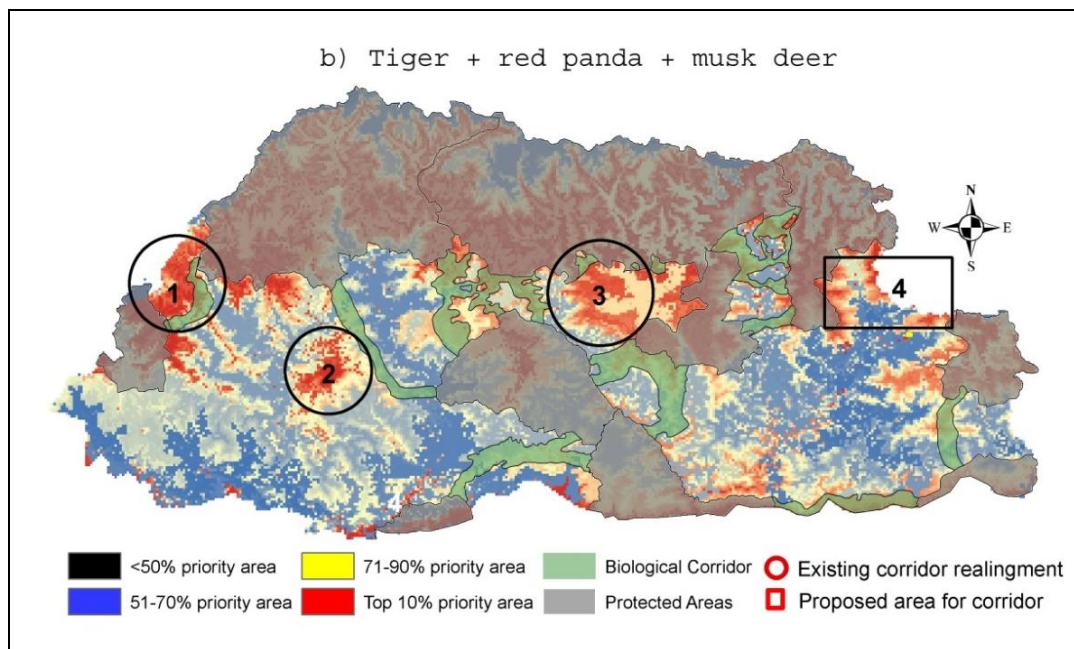 b) Tiger + red panda + musk deer
N
W E
S
1
2
3
4
<50% priority area
71-90% priority area
Biological Corridor
Existing corridor realingment
51-70% priority area
Top 10% priority area
Protected Areas
Proposed area for corridor